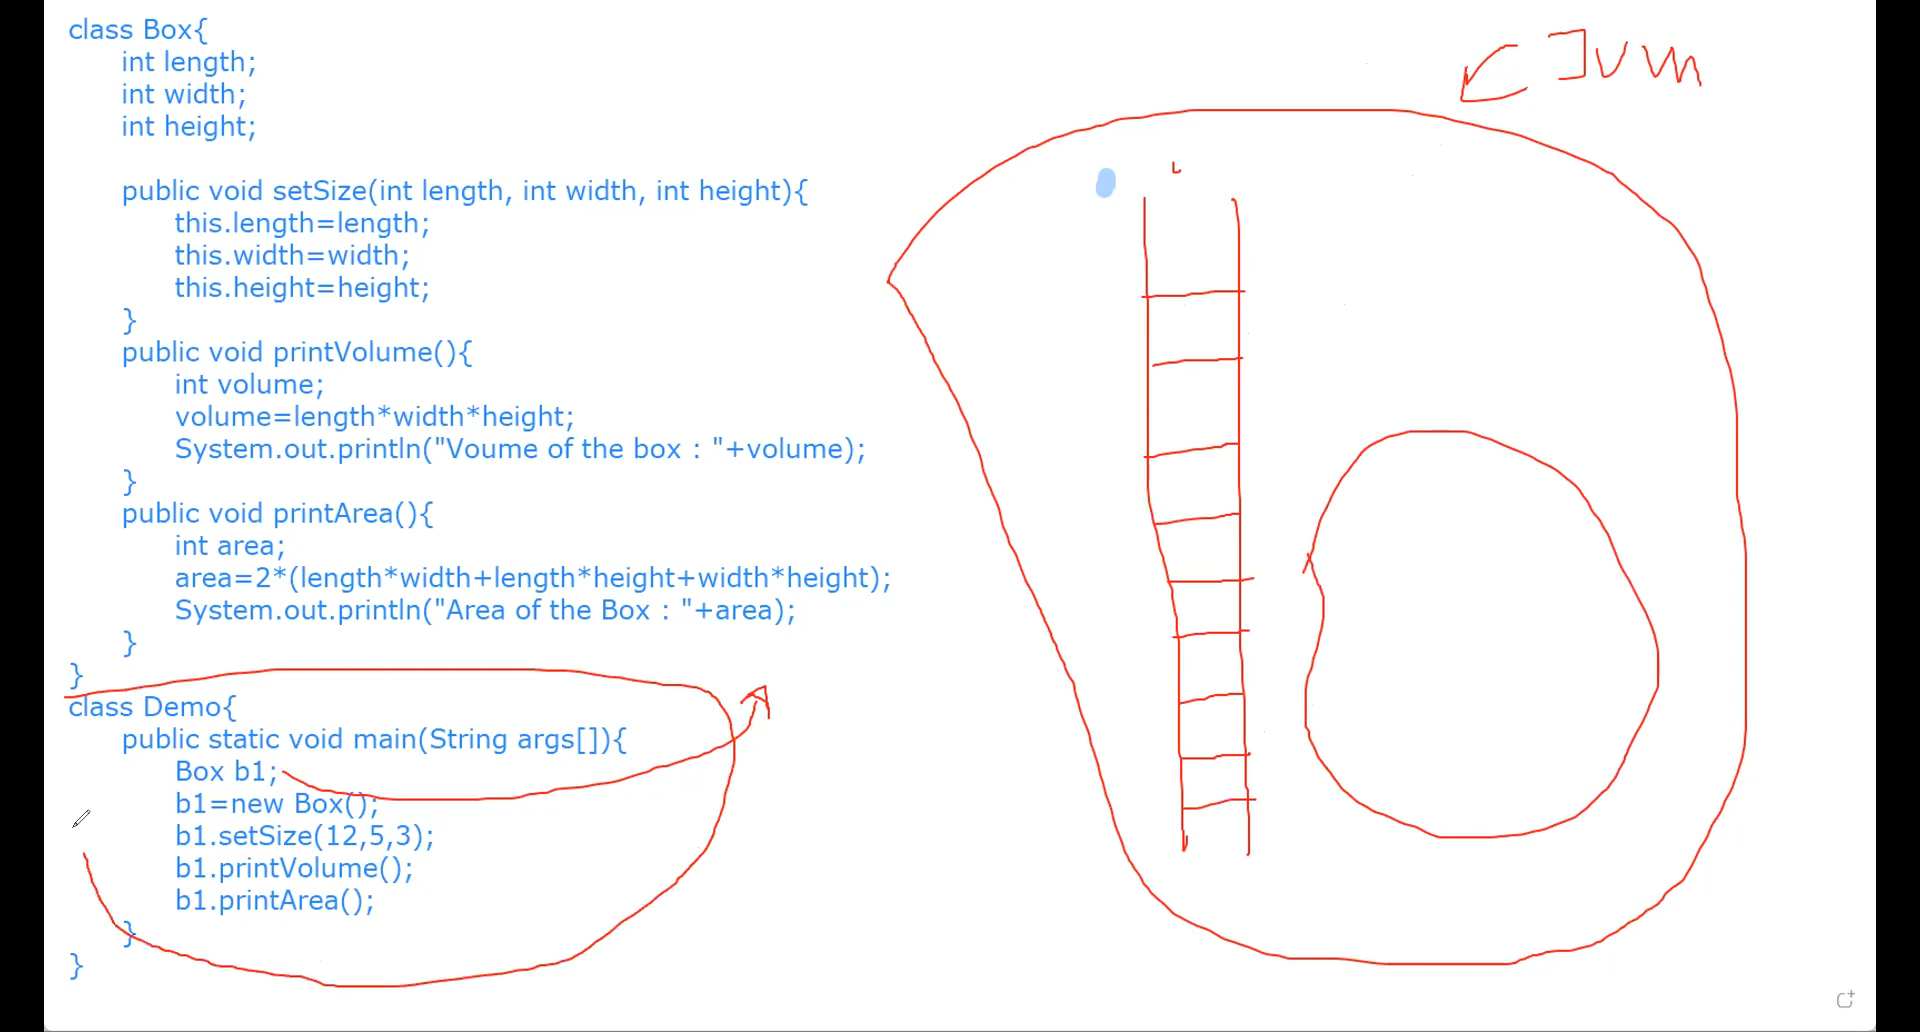 class Box{
int length;
int width;
int height;
public void setSize(int length, int width, int height){
this.length=length;
this.width=width;
this.height=height;
}
public void printVolume(){
int volume;
volume=length*width*height;
System.out.println("Voume of the box : "+volume);
}
public void printArea(){
int area;
area=2*(length*width+length*height+width*height);
System.out.println("Area of the Box : "+area);
}
}
class Demo{
public static void main(String args[]){
Box b1;
b1=new Box();
b1.setSize(12,5,3);
b1.printVolume();
b1.printArea();
}
}